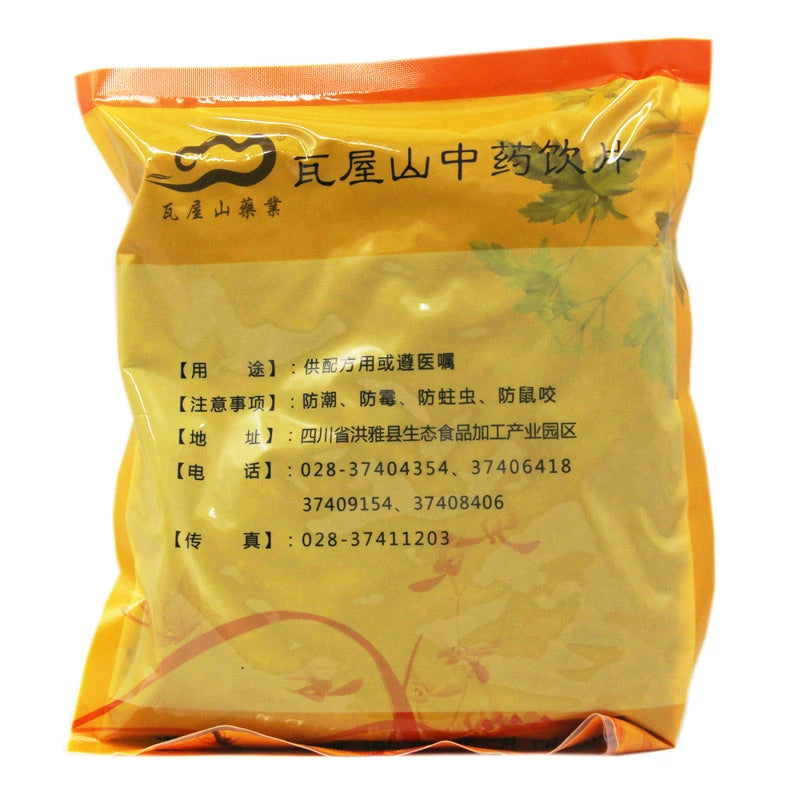 瓦屋山中药饮片
®
瓦屋山藥業
【用 途】:供配方用或遵医嘱
【注意事项】:防潮、防霉、防蛀虫、防鼠咬
【地 址】:四川省洪雅县生态食品加工产业园区
【电 话】:028-37404354、37406418
37409154、37408406
【传 真】:028-37411203